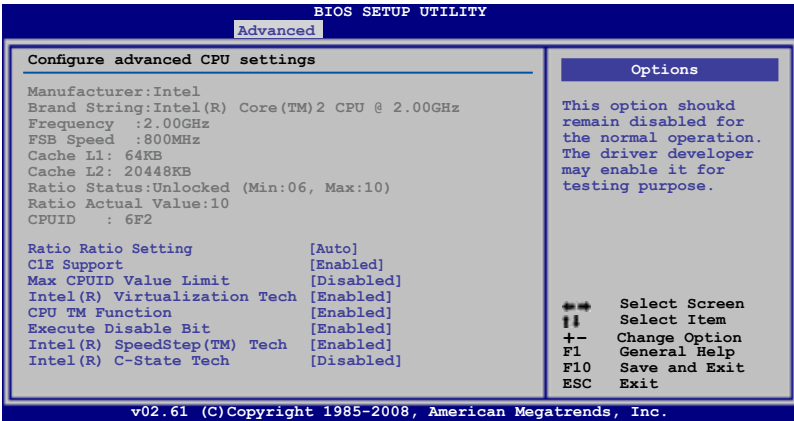 BIOS SETUP UTILITY
Advanced
Configure advanced CPU settings
Manufacturer:Intel
Brand String:Intel(R) Core(TM)2 CPU @ 2.00GHz
Frequency :2.00GHz
FSB Speed :800MHz
Cache L1: 64KB
Cache L2: 20448KB
Ratio Status:Unlocked (Min:06, Max:10)
Ratio Actual Value:10
CPUID : 6F2
Ratio Ratio Setting [Auto]
C1E Support [Enabled]
Max CPUID Value Limit [Disabled]
Intel(R) Virtualization Tech [Enabled]
CPU TM Function [Enabled]
Execute Disable Bit [Enabled]
Intel(R) SpeedStep(TM) Tech [Enabled]
Intel(R) C-State Tech [Disabled]
Options
This option shoukd
remain disabled for
the normal operation.
The driver developer
may enable it for
testing purpose.
Select Screen
Select Item
+- Change Option
F1 General Help
F10 Save and Exit
ESC Exit
v02.61 (C)Copyright 1985-2008, American Megatrends, Inc.